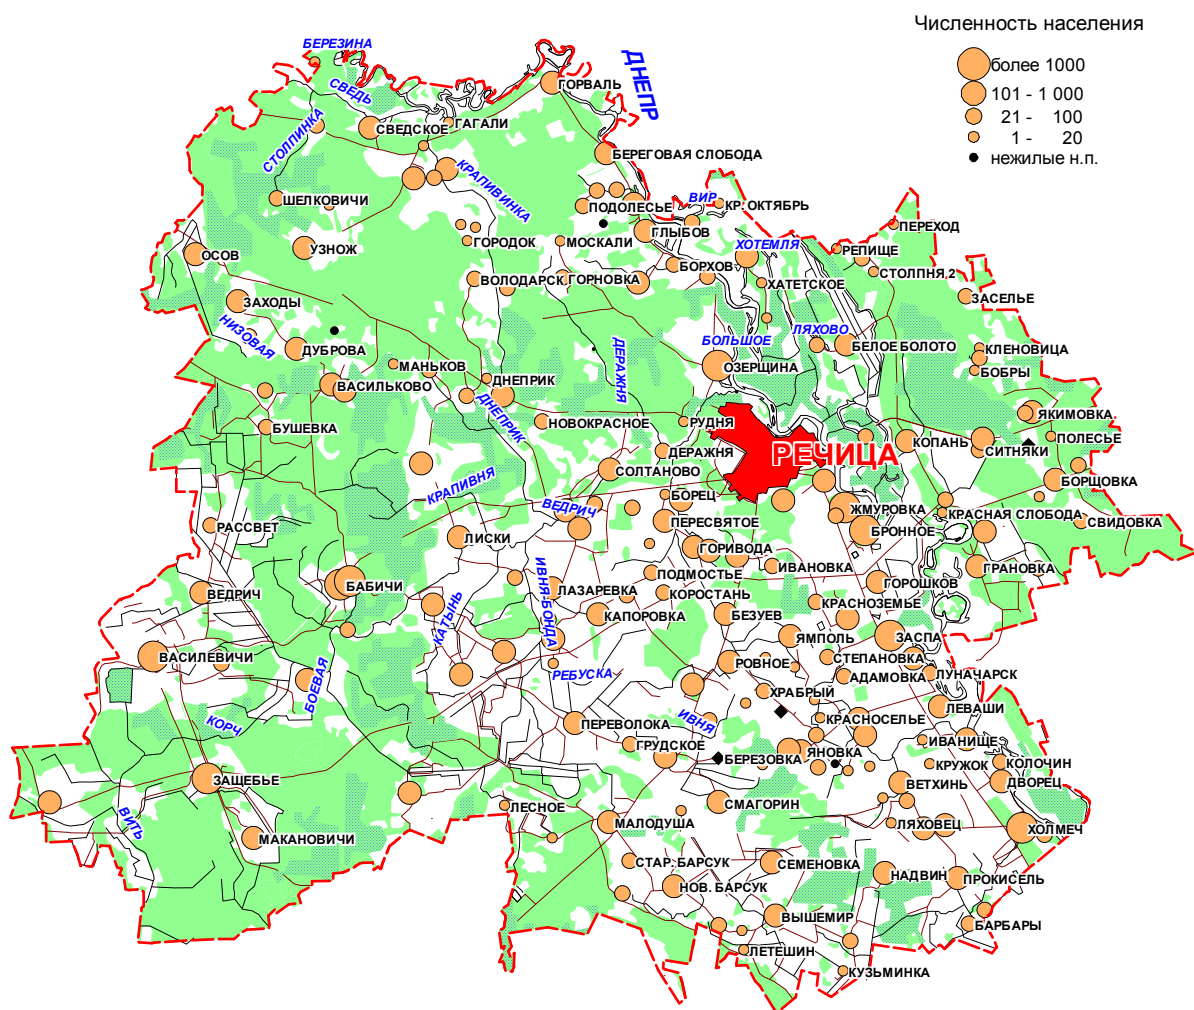 Численность населения
более 1000
101 - 1 000
21 - 100
1 - 20
нежилые н.п.
БЕРЕЗИНА
ДНЕПР
СВЕДЬ
ГОРВАЛЬ
СТОЛПИНКА
СВЕДСКОЕ
ГАГАЛИ
БЕРЕГОВАЯ СЛОБОДА
КРАПИВИНКА
ШЕЛКОВИЧИ
ПОДОЛЕСЬЕ
ВИР
КР. ОКТЯБРЬ
ПЕРЕХОД
ГЛЫБОВ
УЗНОЖ
ГОРОДОК
МОСКАЛИ
ХОТЕМЛЯ
РЕПИЩЕ
ОСОВ
БОРХОВ
СТОЛПНЯ,2
ВОЛОДАРСК
ГОРНОВКА
ХАТЕТСКОЕ
ЗАСЕЛЬЕ
ЗАХОДЫ
НИЗОВАЯ
ЛЯХОВО
БОЛЬШОЕ
БЕЛОЕ БОЛОТО
КЛЕНОВИЦА
ДУБРОВА
МАНЬКОВ
ДЕРАЖНЯ
ОЗЕРЩИНА
БОБРЫ
ДНЕПРИК
ВАСИЛЬКОВО
ДНЕПРИК
ЯКИМОВКА
БУШЕВКА
НОВОКРАСНОЕ
РУДНЯ
РЕЧИЦА
КОПАНЬ
ПОЛЕСЬЕ
ДЕРАЖНЯ
СИТНЯКИ
СОЛТАНОВО
КРАПИВНЯ
БОРЩОВКА
БОРЕЦ
ВЕДРИЧ
ЖМУРОВКА
КРАСНАЯ СЛОБОДА
РАССВЕТ
ПЕРЕСВЯТОЕ
СВИДОВКА
ЛИСКИ
БРОННОЕ
ГОРИВОДА
ИВНЯ-БОНДА
ИВАНОВКА
ГРАНОВКА
ПОДМОСТЬЕ
БАБИЧИ
ГОРОШКОВ
ВЕДРИЧ
ЛАЗАРЕВКА
КОРОСТАНЬ
КРАСНОЗЕМЬЕ
КАТЫНЬ
КАПОРОВКА
БЕЗУЕВ
ЯМПОЛЬ
ЗАСПА
ВАСИЛЕВИЧИ
РОВНОЕ
СТЕПАНОВКА
БОЕВАЯ
РЕБУСКА
АДАМОВКА
ЛУНАЧАРСК
ХРАБРЫЙ
КОРЧ
ПЕРЕВОЛОКА
ИВНЯ
КРАСНОСЕЛЬЕ
ЛЕВАШИ
ГРУДСКОЕ
ИВАНИЩЕ
ЯНОВКА
БЕРЕЗОВКА
КРУЖОК
КОЛОЧИН
ЗАЩЕБЬЕ
ВЕТХИНЬ
ДВОРЕЦ
СМАГОРИН
ЛЕСНОЕ
ВИТЬ
МАЛОДУША
ЛЯХОВЕЦ
ХОЛМЕЧ
МАКАНОВИЧИ
СТАР. БАРСУК
СЕМЕНОВКА
НАДВИН
ПРОКИСЕЛЬ
НОВ. БАРСУК
ВЫШЕМИР
БАРБАРЫ
ЛЕТЕШИН
КУЗЬМИНКА